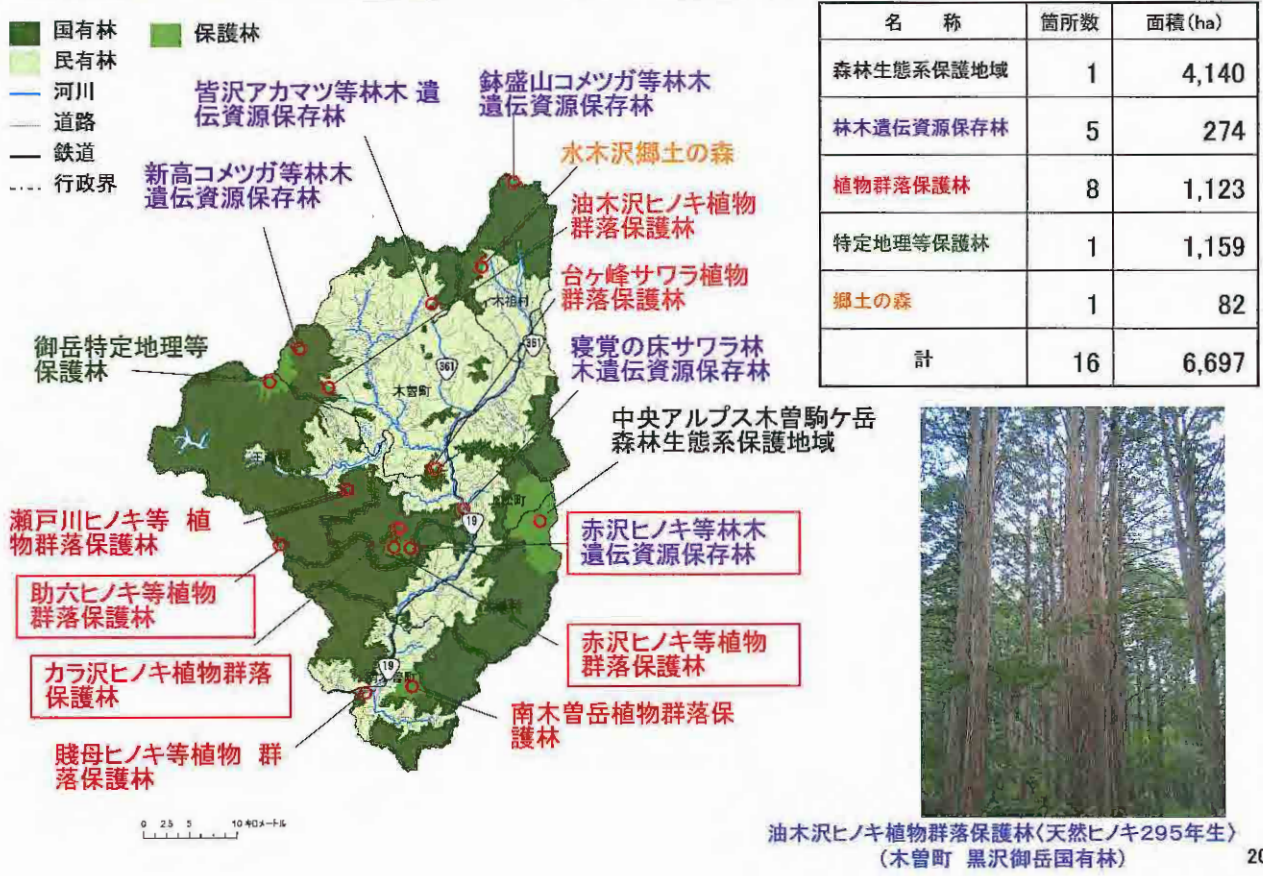 国有林
保護林
民有林
河川
道路
鉄道
行政界
皆沢アカマツ等林木 遺
伝資源保存林
鉢盛山コメツガ等林木
遺伝資源保存林
新高コメツガ等林木
遺伝資源保存林
水木沢郷土の森
油木沢ヒノキ植物
群落保護林
台ヶ峰サワラ植物
群落保護林
御岳特定地理等
保護林
寝覚の床サワラ林
木遺伝資源保存林
中央アルプス木曽駒ケ岳
森林生態系保護地域
木祖村
361
361
木曽町
19
瀬戸川ヒノキ等 植
物群落保護林
赤沢ヒノキ等林木
遺伝資源保存林
助六ヒノキ等植物
群落保護林
赤沢ヒノキ等植物
群落保護林
カラ沢ヒノキ植物群落
保護林
19
南木曽岳植物群落保
護林
賤母ヒノキ等植物 群
落保護林
0 2.5 5 10 キロメートル
名 称 箇所数 面積(ha)
森林生態系保護地域 1 4,140
林木遺伝資源保存林 5 274
植物群落保護林 8 1,123
特定地理等保護林 1 1,159
郷土の森 1 82
計 16 6,697
油木沢ヒノキ植物群落保護林〈天然ヒノキ295年生〉
(木曽町 黒沢御岳国有林)